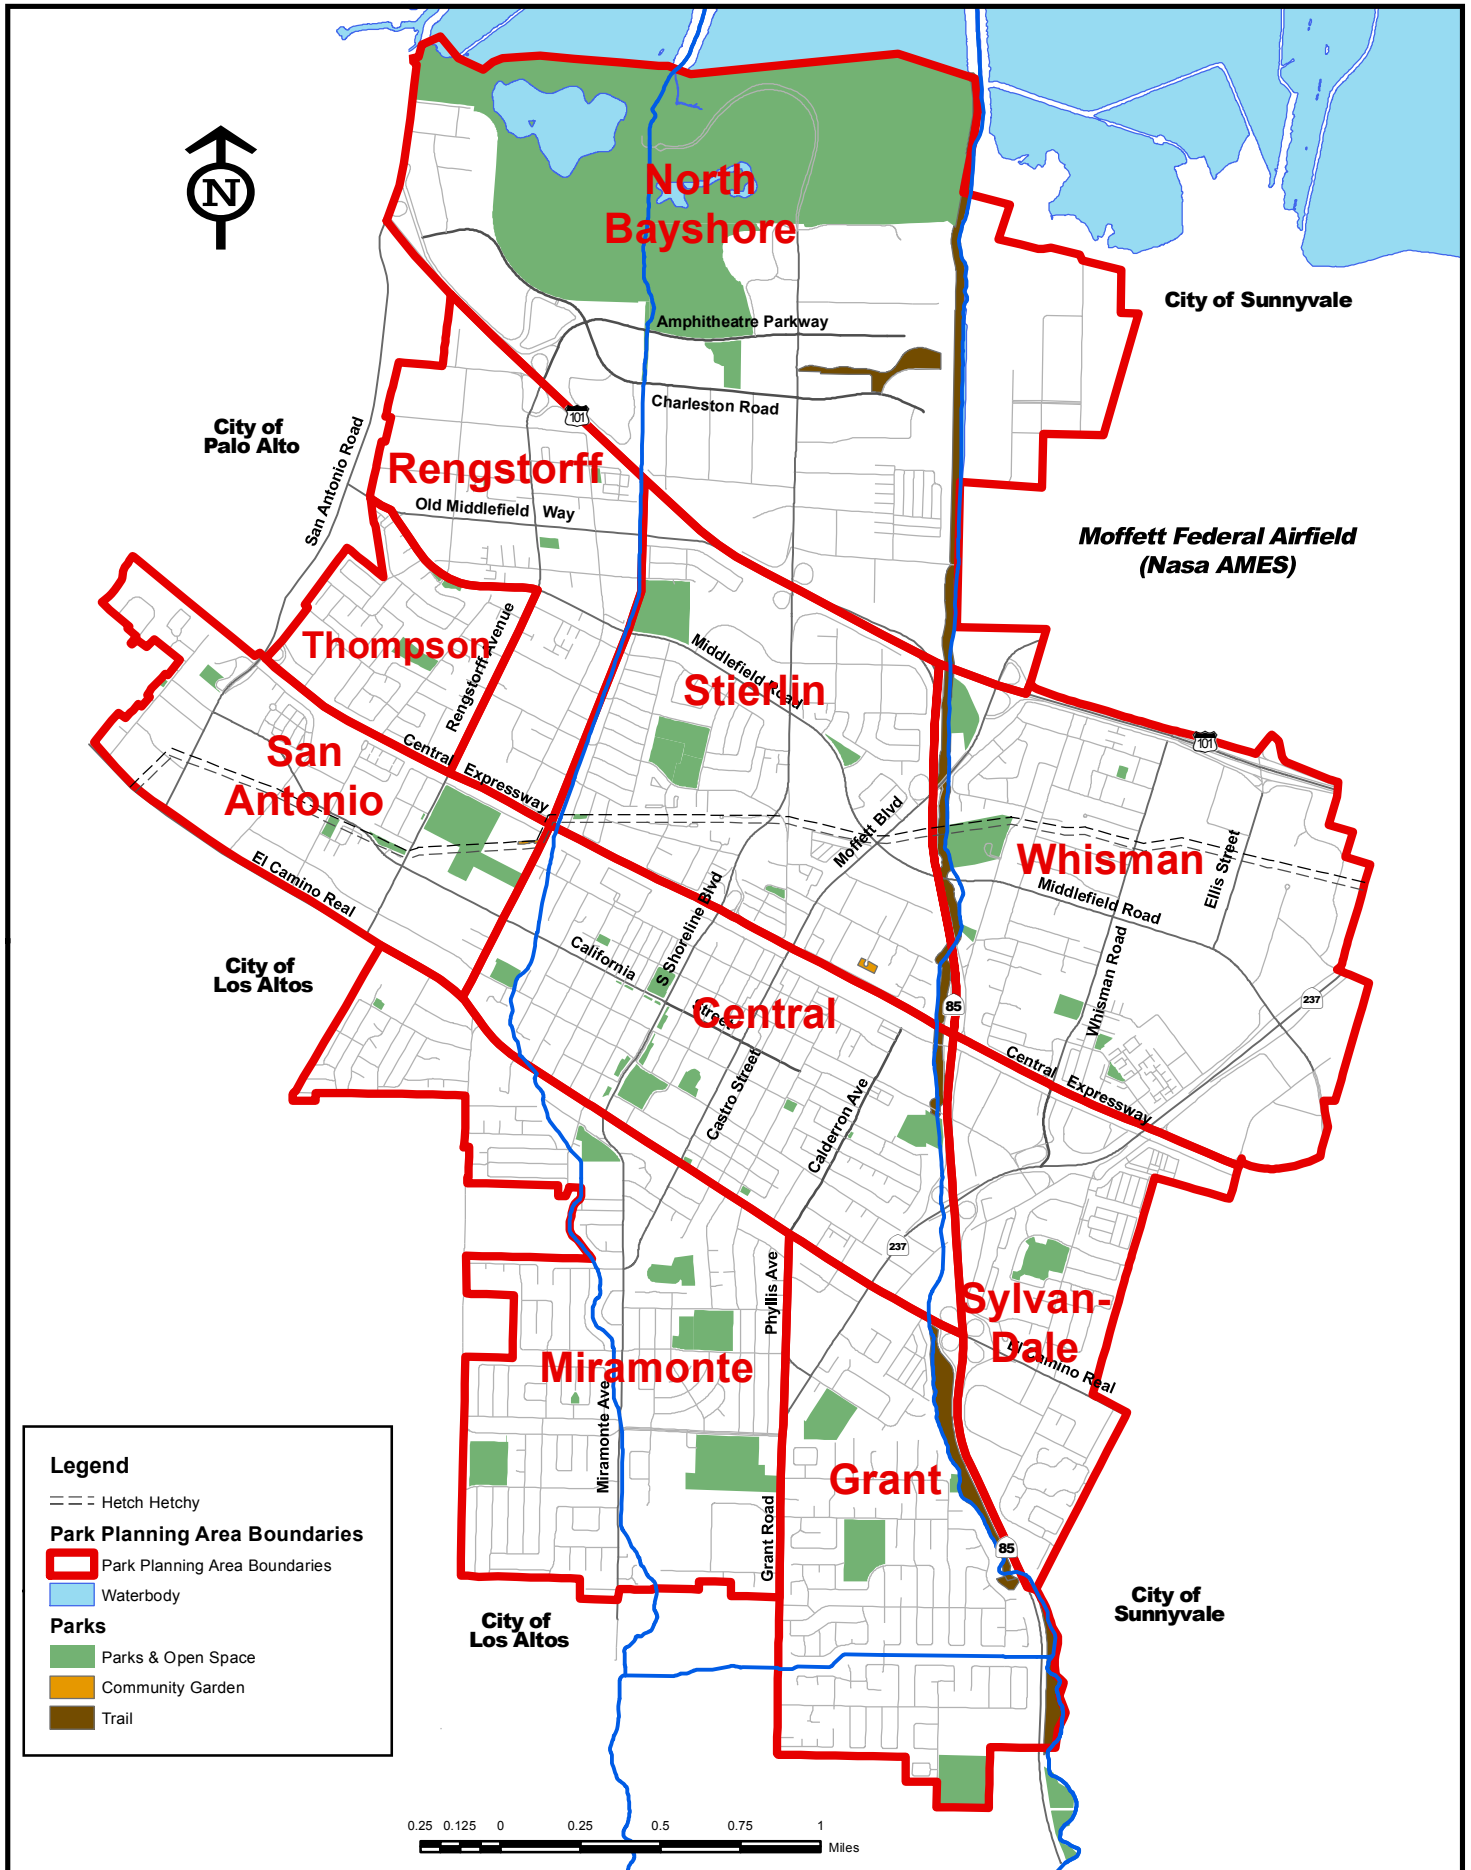 N
North
Bayshore
City of Sunnyvale
Amphitheatre Parkway
Charleston Road
101
City of
Palo Alto
San Antonio Road
Rengstorff
Old Middlefield Way
Moffett Federal Airfield
(Nasa AMES)
Thompson
Rengstorff Avenue
Middlefield Road
Stierlin
San
Antonio
Central Expressway
101
Moffett Blvd
Whisman
Ellis Street
Middlefield Road
El Camino Real
S Shoreline Blvd
California Street
Whisman Road
City of
Los Altos
Central
85
237
Castro Street
Calderron Ave
Central Expressway
237
Phyllis Ave
Sylvan-
Dale
El Camino Real
Miramonte
Miramonte Ave
Grant
Grant Road
85
City of
Los Altos
City of
Sunnyvale
Legend
Hetch Hetchy
Park Planning Area Boundaries
Park Planning Area Boundaries
Waterbody
Parks
Parks & Open Space
Community Garden
Trail
0.25 0.125 0 0.25 0.5 0.75 1
Miles